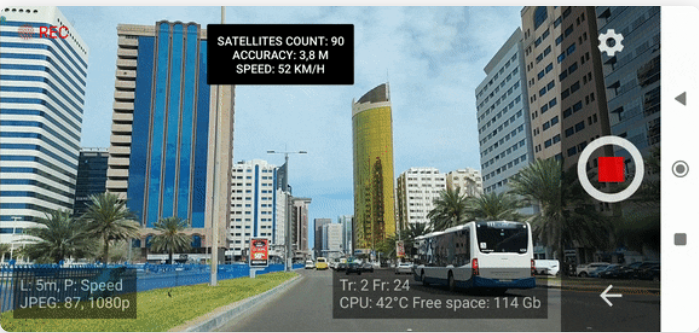 REC
SATELLITES COUNT: 90
ACCURACY: 3,8 M
SPEED: 52 KM/H
L: 5m, P: Speed
JPEG: 87, 1080p
Tr: 2 Fr: 24
CPU: 42°C Free space: 114 Gb